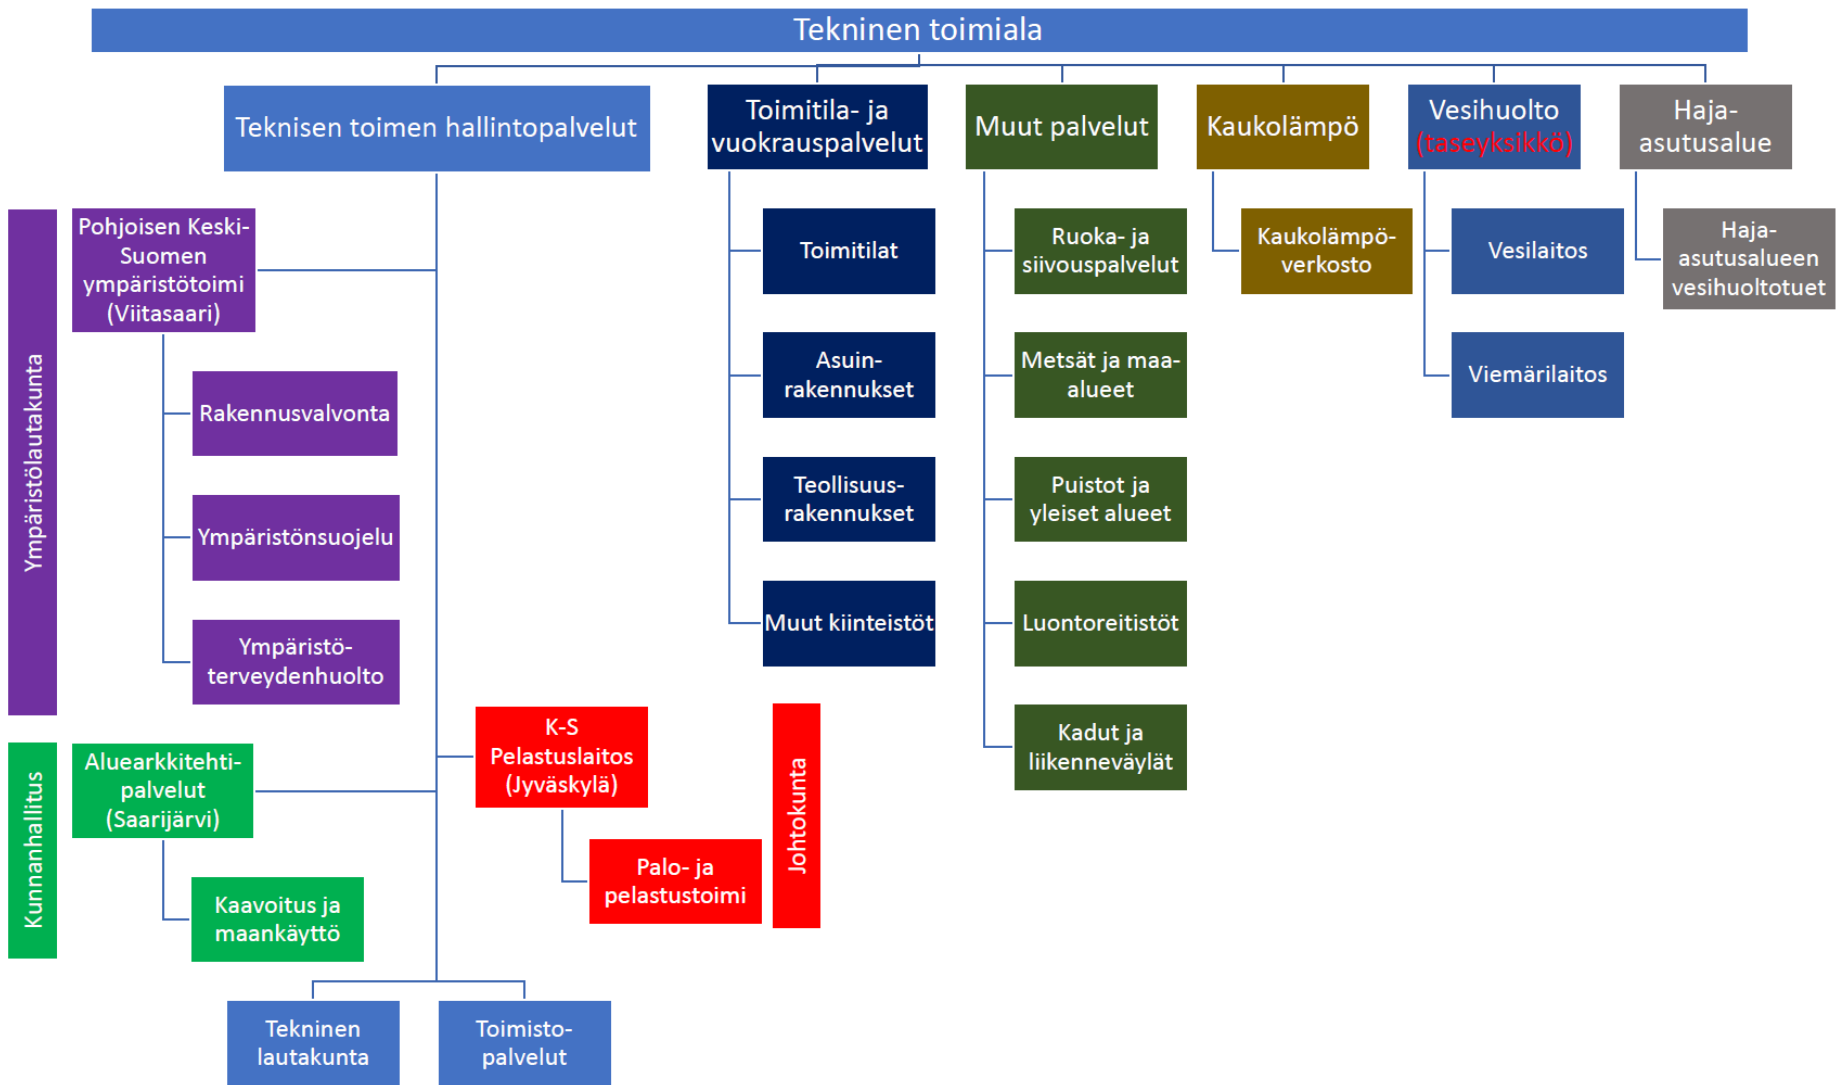 Tekninen toimiala
Teknisen toimen hallintopalvelut
Toimitila- ja
vuokrauspalvelut
Muut palvelut
Kaukolämpö
Vesihuolto
(taseyksikkö)
Haja-
asutusalue
Ympäristölautakunta
Pohjoisen Keski-
Suomen
ympäristötoimi
(Viitasaari)
Rakennusvalvonta
Ympäristönsuojelu
Ympäristö-
terveydenhuolto
Kunnanhallitus
Aluearkkitehti-
palvelut
(Saarijärvi)
Kaavoitus ja
maankäyttö
K-S
Pelastuslaitos
(Jyväskylä)
Palo- ja
pelastustoimi
Johtokunta
Tekninen
lautakunta
Toimisto-
palvelut
Toimitilat
Asuin-
rakennukset
Teollisuus-
rakennukset
Muut kiinteistöt
Ruoka- ja
siivouspalvelut
Metsät ja maa-
alueet
Puistot ja
yleiset alueet
Luontoreitistöt
Kadut ja
liikenneväylät
Kaukolämpö-
verkosto
Vesilaitos
Viemärilaitos
Haja-
asutusalueen
vesihuoltotuet